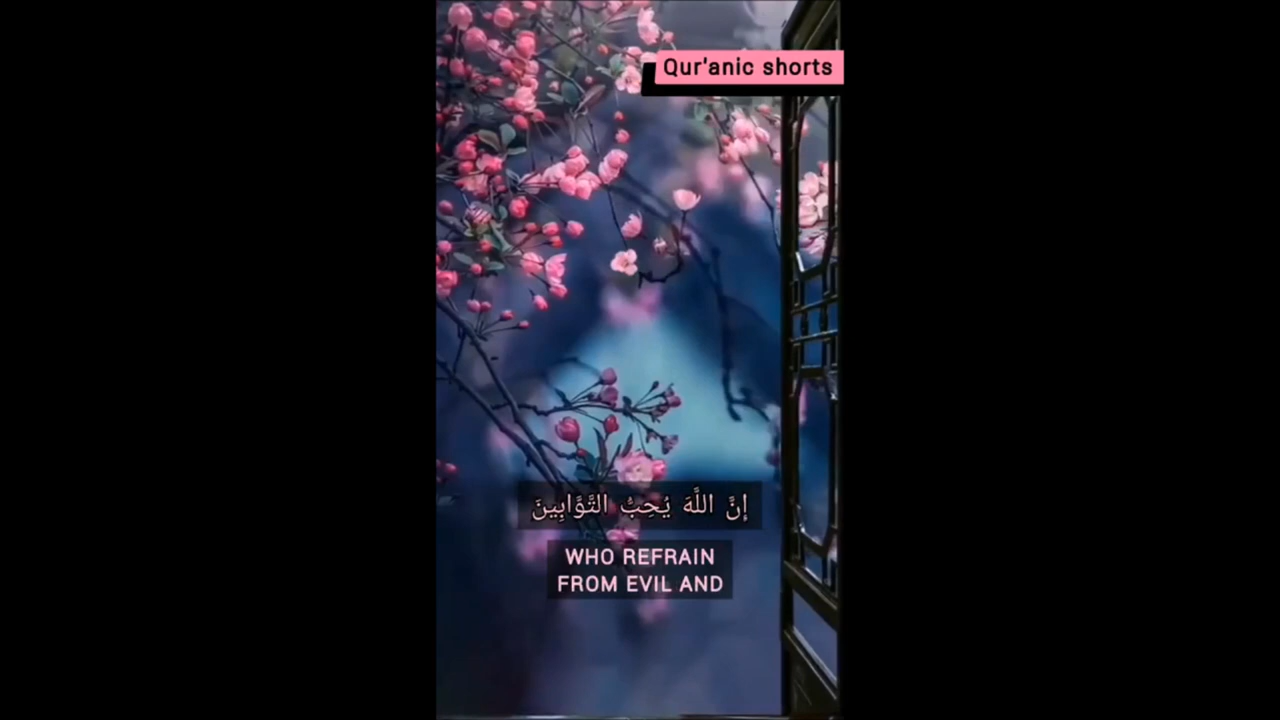 Qur'anic shorts
إِنَّ اللَّهَ يُحِبُّ التَّوَّابِينَ
WHO REFRAIN
FROM EVIL AND